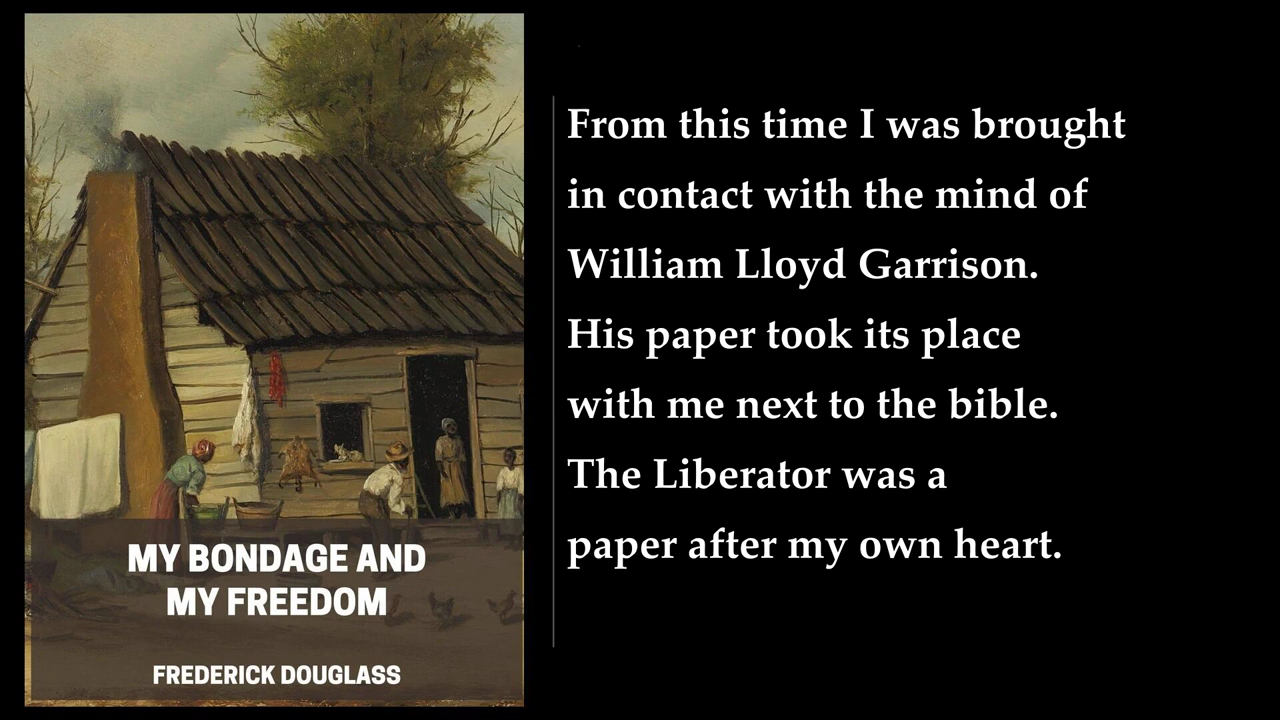 MY BONDAGE AND
MY FREEDOM
FREDERICK DOUGLASS
From this time I was brought
in contact with the mind of
William Lloyd Garrison.
His paper took its place
with me next to the bible.
The Liberator was a
paper after my own heart.